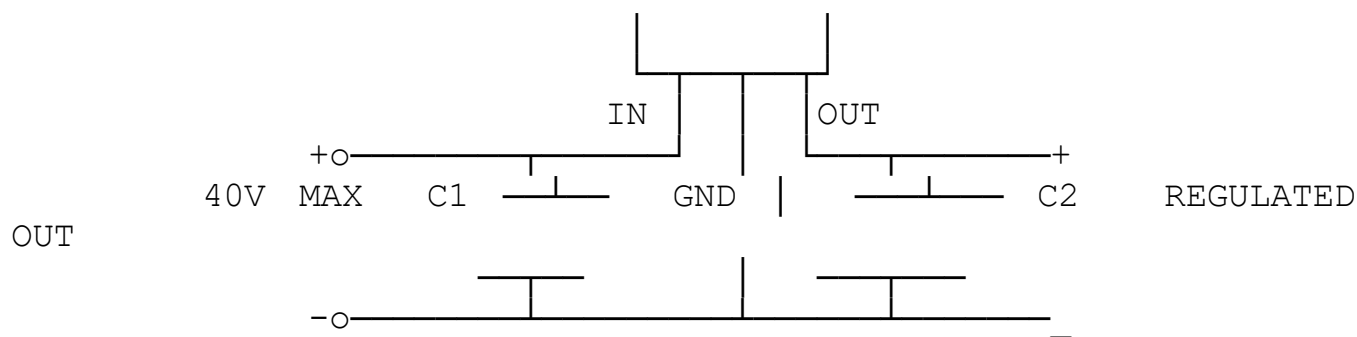 IN OUT
+o +
40V MAX C1 GND C2 REGULATED
OUT
-o -